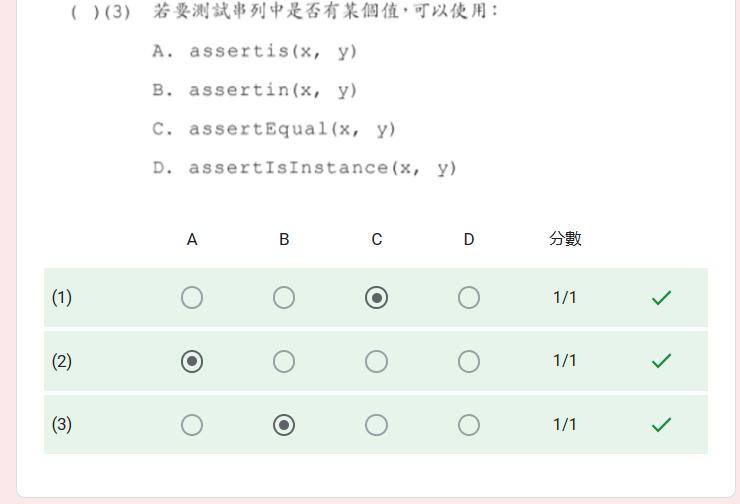 ( )(3) 若要測試串列中是否有某個值，可以使用：
A. assertis(x, y)
B. assertin(x, y)
C. assertEqual(x, y)
D. assertIsInstance(x, y)
A B C D 分數
(1) 1/1
(2) 1/1
(3) 1/1